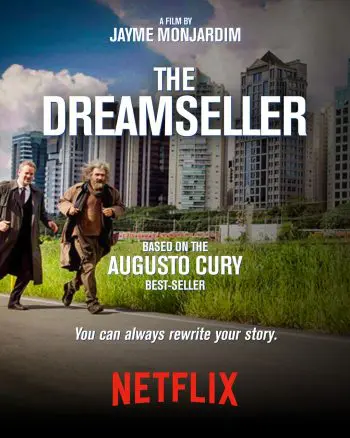 A FILM BY
JAYME MONJARDIM
THE
DREAMSELLER
BASED ON THE
AUGUSTO CURY
BEST-SELLER
You can always rewrite your story.
NETFLIX